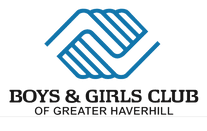 BOYS & GIRLS CLUB
OF GREATER HAVERHILL